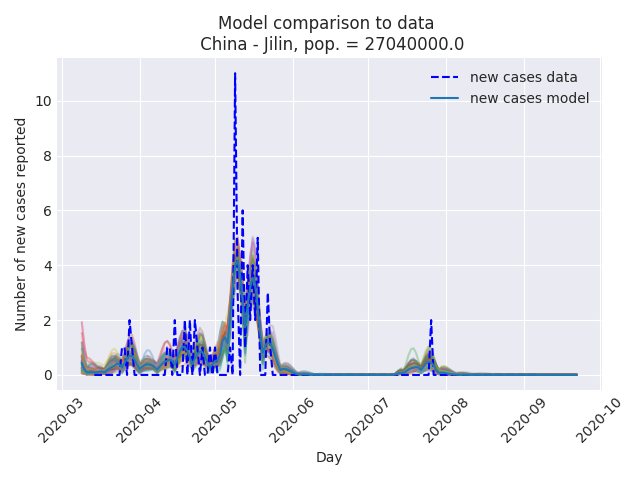 Model comparison to data
China - Jilin, pop. = 27040000.0
new cases data
new cases model
Number of new cases reported
10
8
6
4
2
0
2020-03
2020-04
2020-05
2020-06
2020-07
2020-08
2020-09
2020-10
Day